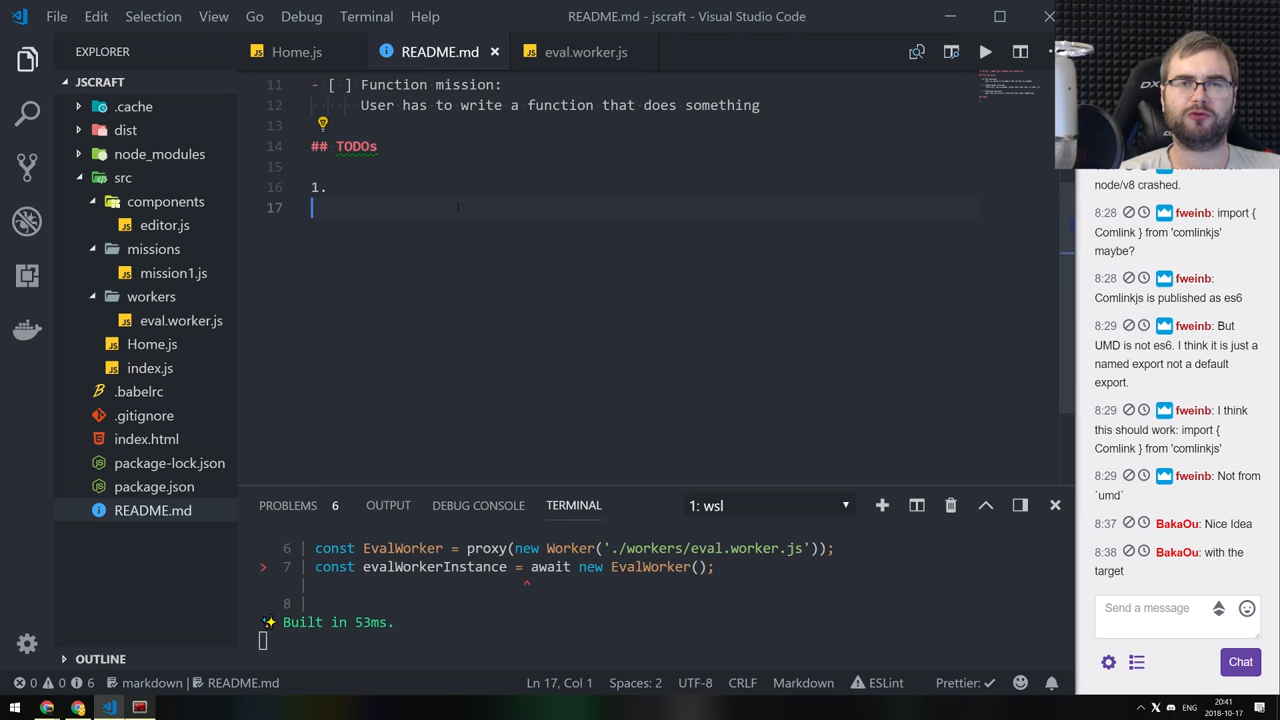 File Edit Selection View Go Debug Terminal Help
README.md - jscraft - Visual Studio Code
EXPLORER
JSCRAFT
.cache
dist
node_modules
src
components
editor.js
missions
mission1.js
workers
eval.worker.js
Home.js
index.js
.babelrc
.gitignore
index.html
package-lock.json
package.json
README.md
OUTLINE
Home.js README.md eval.worker.js
11 - [ ] Function mission:
12 User has to write a function that does something
13
14 ## TODOs
15
16 1.
17
PROBLEMS 6 OUTPUT DEBUG CONSOLE TERMINAL 1: wsl
6 | const EvalWorker = proxy(new Worker('./workers/eval.worker.js'));
> 7 | const evalWorkerInstance = await new EvalWorker();
| ^
8 |
✨ Built in 53ms.
0 0 6 markdown README.md Ln 17, Col 1 Spaces: 2 UTF-8 CRLF Markdown ESLint Prettier: ✓
node/v8 crashed.
8:28 fweinb: import {
Comlink } from 'comlinkjs'
maybe?
8:28 fweinb:
Comlinkjs is published as es6
8:29 fweinb: But
UMD is not es6. I think it is just a
named export not a default
export.
8:29 fweinb: I think
this should work: import {
Comlink } from 'comlinkjs'
8:29 fweinb: Not from
`umd`
8:37 BakaOu: Nice Idea
8:38 BakaOu: with the
target
Send a message
Chat
ENG
20:41
2018-10-17